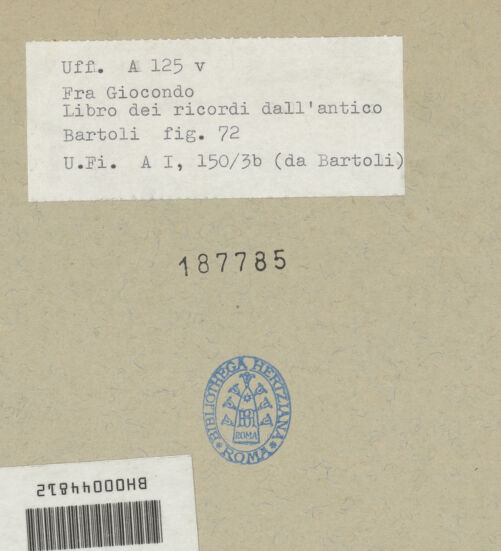 Uff. A 125 v
Fra Giocondo
Libro dei ricordi dall'antico
Bartoli fig. 72
U.Fi. A I, 150/3b (da Bartoli)
187785
BIBLIOTHECA HERTZIANA
ROMA
ROMA
BH00044812